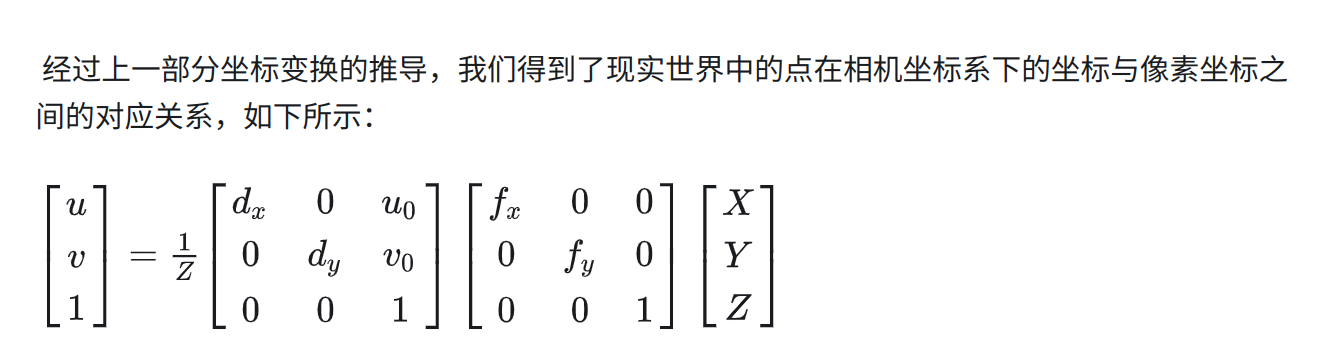 经过上一部分坐标变换的推导，我们得到了现实世界中的点在相机坐标系下的坐标与像素坐标之
间的对应关系，如下所示：
\begin{bmatrix} u \\ v \\ 1 \end{bmatrix} = \frac{1}{Z} \begin{bmatrix} d_x & 0 & u_0 \\ 0 & d_y & v_0 \\ 0 & 0 & 1 \end{bmatrix} \begin{bmatrix} f_x & 0 & 0 \\ 0 & f_y & 0 \\ 0 & 0 & 1 \end{bmatrix} \begin{bmatrix} X \\ Y \\ Z \end{bmatrix}